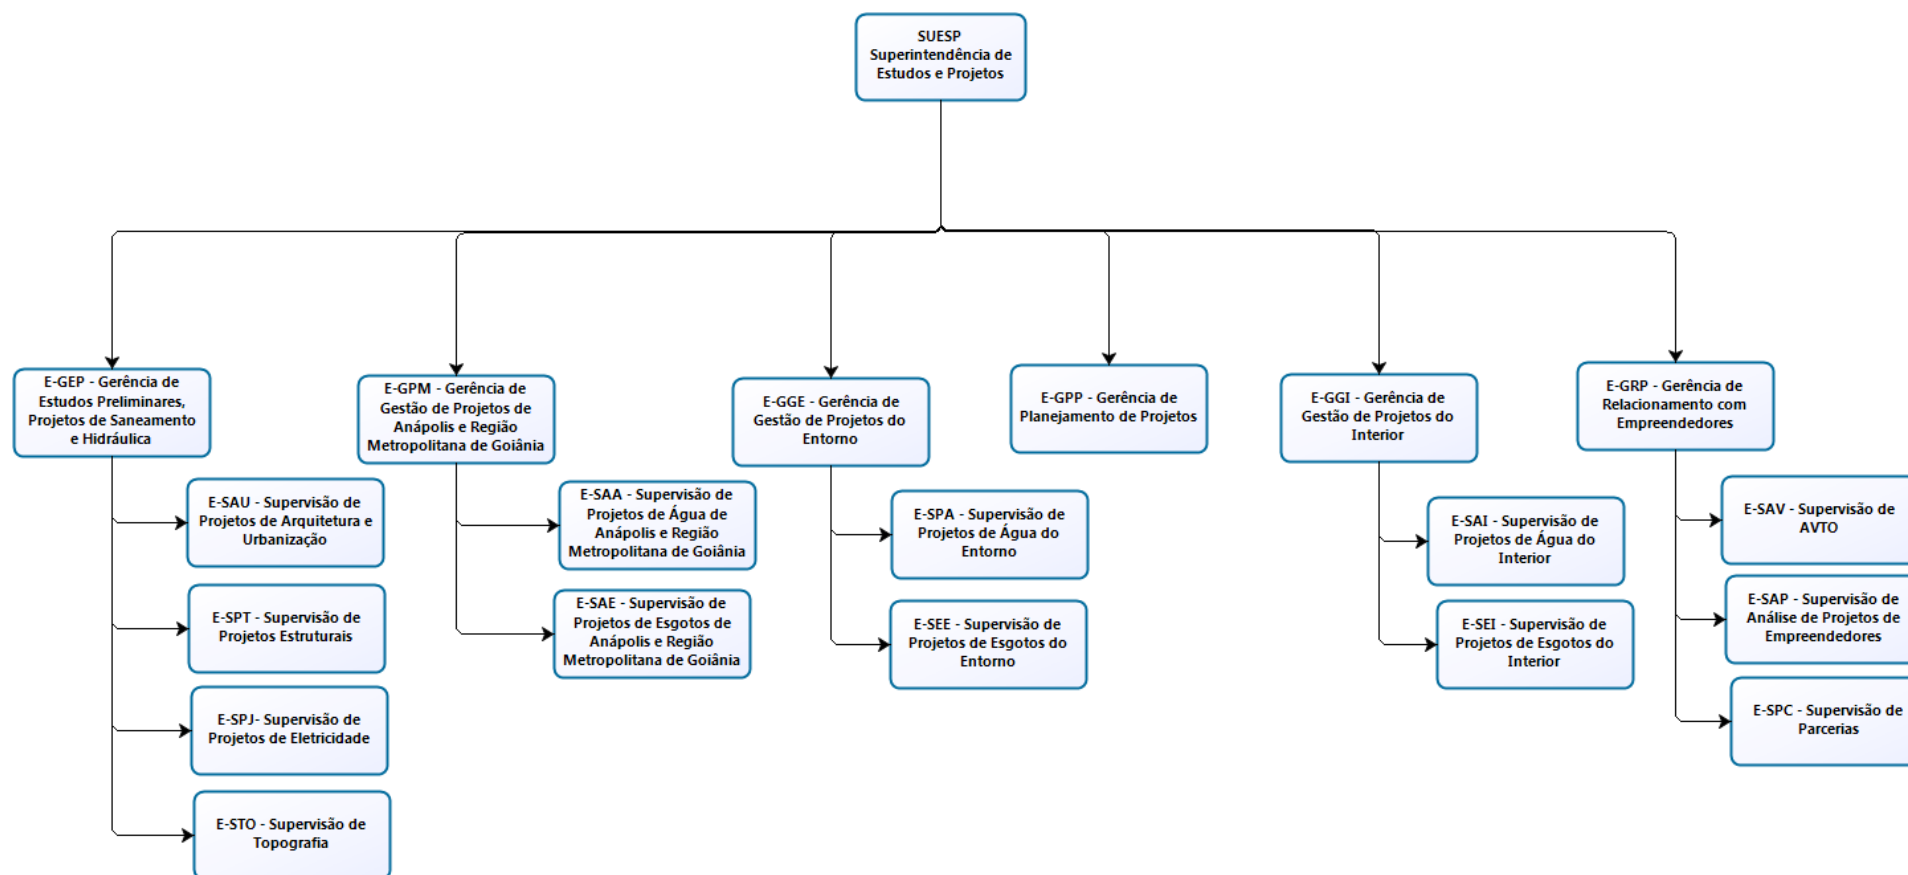 SUESP
Superintendência de
Estudos e Projetos
E-GEP - Gerência de
Estudos Preliminares,
Projetos de Saneamento
e Hidráulica
E-GPM - Gerência de
Gestão de Projetos de
Anápolis e Região
Metropolitana de Goiânia
E-GGE - Gerência de
Gestão de Projetos do
Entorno
E-GPP - Gerência de
Planejamento de Projetos
E-GGI - Gerência de
Gestão de Projetos do
Interior
E-GRP - Gerência de
Relacionamento com
Empreendedores
E-SAU - Supervisão de
Projetos de Arquitetura e
Urbanização
E-SPT - Supervisão de
Projetos Estruturais
E-SPJ- Supervisão de
Projetos de Eletricidade
E-STO - Supervisão de
Topografia
E-SAA - Supervisão de
Projetos de Água de
Anápolis e Região
Metropolitana de Goiânia
E-SAE - Supervisão de
Projetos de Esgotos de
Anápolis e Região
Metropolitana de Goiânia
E-SPA - Supervisão de
Projetos de Água do
Entorno
E-SEE - Supervisão de
Projetos de Esgotos do
Entorno
E-SAI - Supervisão de
Projetos de Água do
Interior
E-SEI - Supervisão de
Projetos de Esgotos do
Interior
E-SAV - Supervisão de
AVTO
E-SAP - Supervisão de
Análise de Projetos de
Empreendedores
E-SPC - Supervisão de
Parcerias